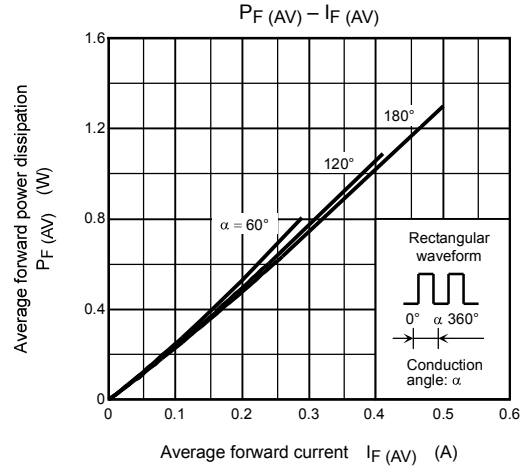 PF (AV) – IF (AV)
Average forward power dissipation
PF (AV) (W)
1.6
1.2
0.8
0.4
0
180°
120°
α = 60°
Rectangular
waveform
0° α 360°
Conduction
angle: α
0 0.1 0.2 0.3 0.4 0.5 0.6
Average forward current IF (AV) (A)